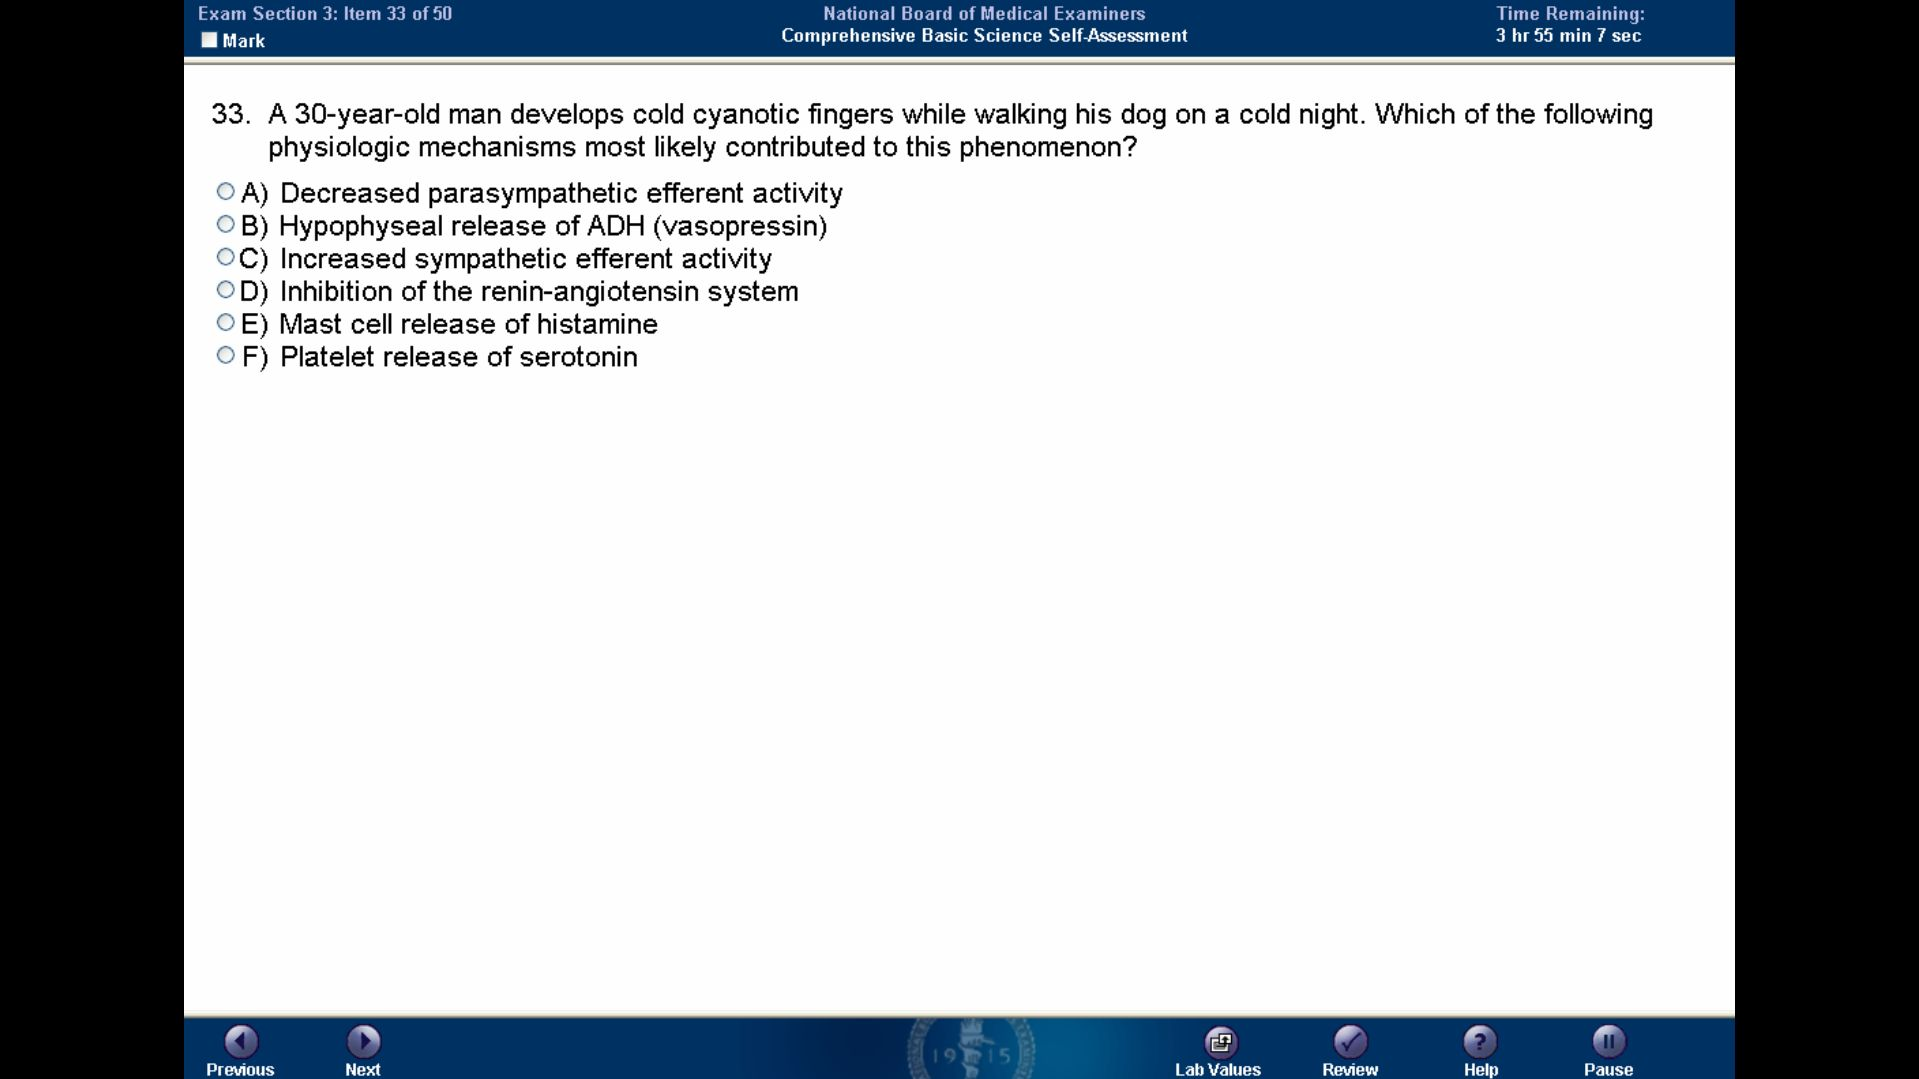 Exam Section 3: Item 33 of 50
National Board of Medical Examiners
Time Remaining:
Mark
Comprehensive Basic Science Self-Assessment
3 hr 55 min 7 sec
33. A 30-year-old man develops cold cyanotic fingers while walking his dog on a cold night. Which of the following
physiologic mechanisms most likely contributed to this phenomenon?
A) Decreased parasympathetic efferent activity
B) Hypophyseal release of ADH (vasopressin)
C) Increased sympathetic efferent activity
D) Inhibition of the renin-angiotensin system
E) Mast cell release of histamine
F) Platelet release of serotonin
1915
Previous
Next
Lab Values
Review
Help
Pause